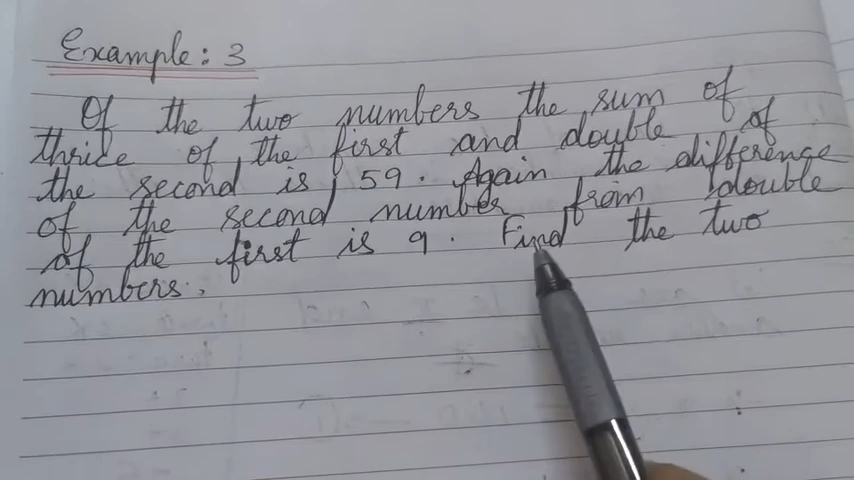 Example: 3
Of the two numbers the sum of
thrice of the first and double of
the second is 59. Again the difference
of the second number from double
of the first is 9. Find the two
numbers.